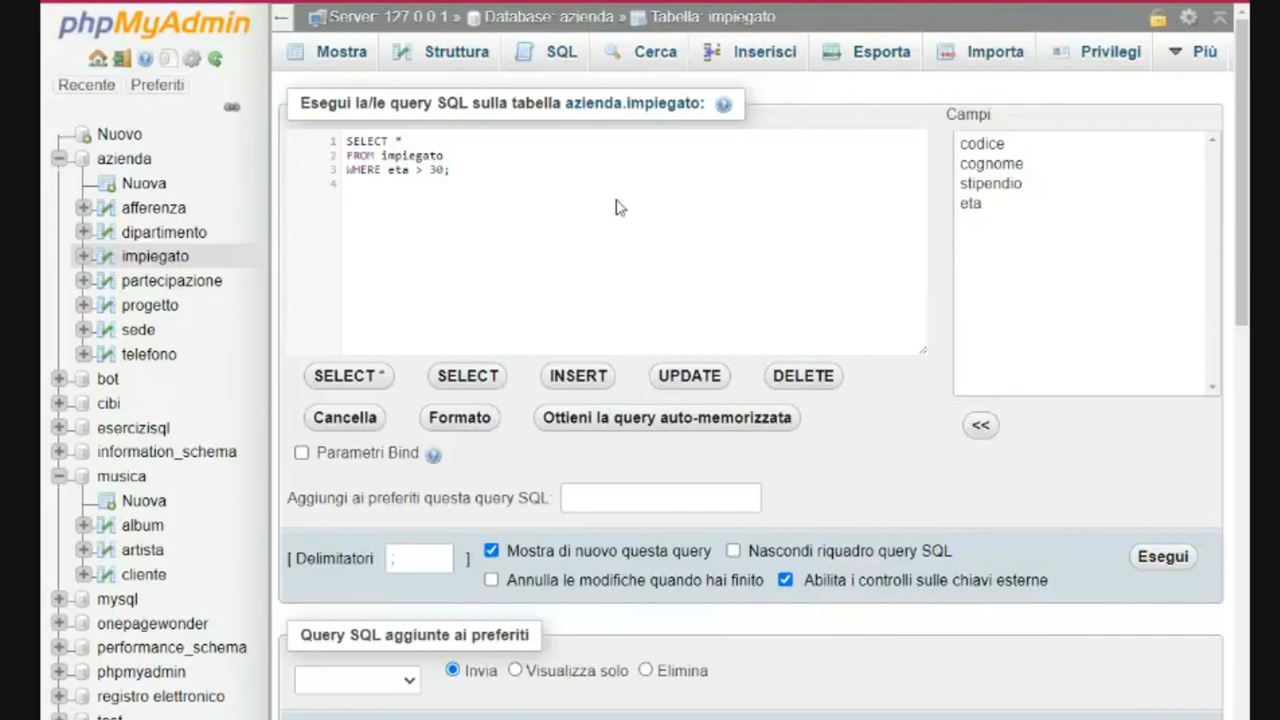 phpMyAdmin
Recente Preferiti
Nuovo
azienda
Nuova
afferenza
dipartimento
impiegato
partecipazione
progetto
sede
telefono
bot
cibi
esercizisql
information_schema
musica
Nuova
album
artista
cliente
mysql
onepagewonder
performance_schema
phpmyadmin
registro elettronico
Server: 127.0.0.1 » Database: azienda » Tabella: impiegato
Mostra Struttura SQL Cerca Inserisci Esporta Importa Privilegi Più
Esegui la/le query SQL sulla tabella azienda.impiegato:
1 SELECT *
2 FROM impiegato
3 WHERE eta > 30;
4
Campi
codice
cognome
stipendio
eta
SELECT * SELECT INSERT UPDATE DELETE
Cancella Formato Ottieni la query auto-memorizzata
<<
Parametri Bind
Aggiungi ai preferiti questa query SQL:
[ Delimitatori ; ] Mostra di nuovo questa query Nascondi riquadro query SQL
Annulla le modifiche quando hai finito Abilita i controlli sulle chiavi esterne
Esegui
Query SQL aggiunte ai preferiti
Invia Visualizza solo Elimina